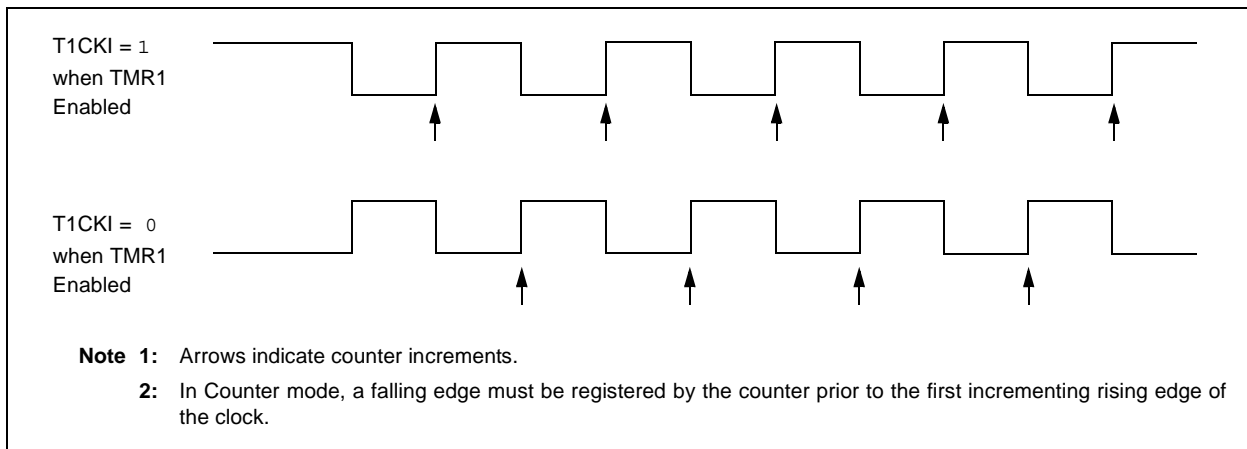 T1CKI = 1
when TMR1
Enabled
T1CKI = 0
when TMR1
Enabled
Note 1: Arrows indicate counter increments.
2: In Counter mode, a falling edge must be registered by the counter prior to the first incrementing rising edge of
the clock.